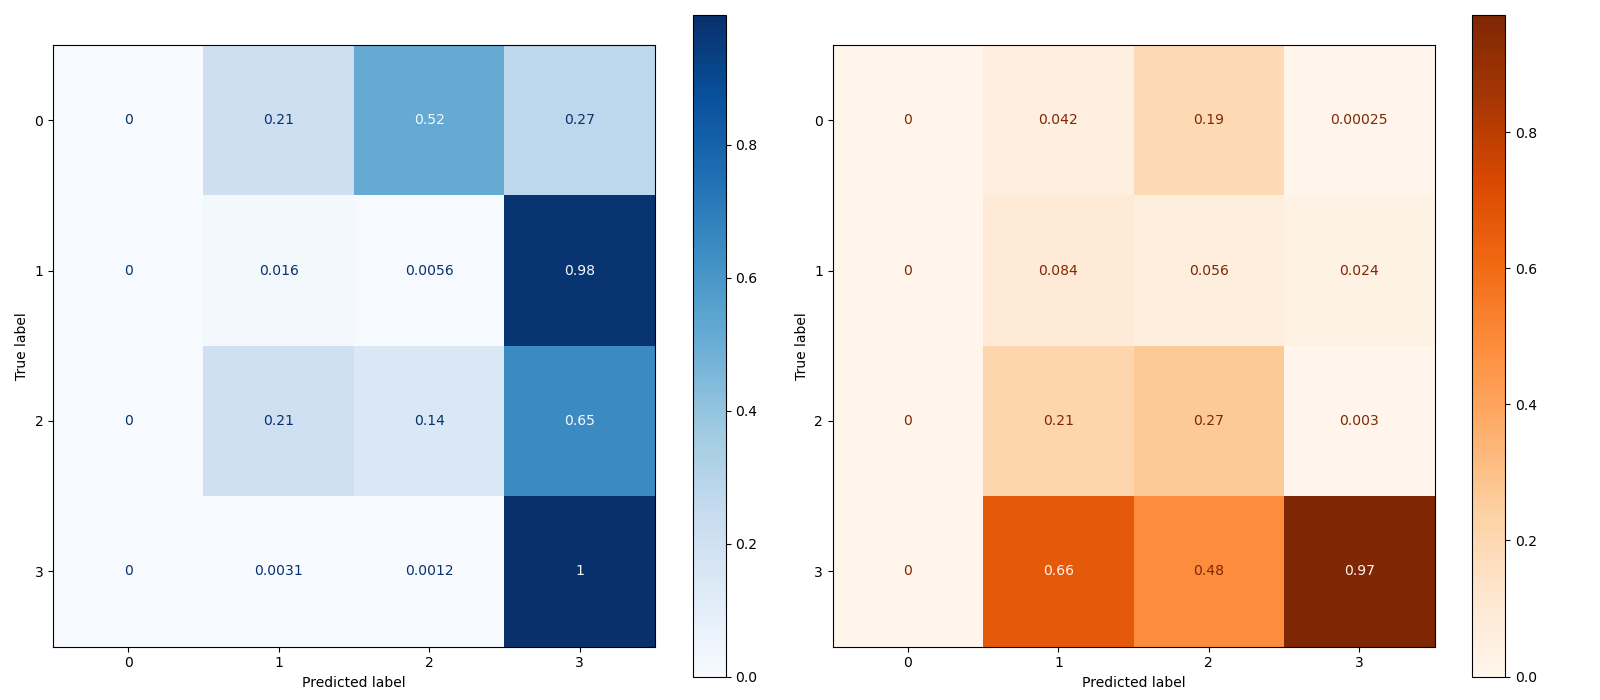 0 0 0.21 0.52 0.27
1 0 0.016 0.0056 0.98
2 0 0.21 0.14 0.65
3 0 0.0031 0.0012 1
0 1 2 3
Predicted label
True label
0.8
0.6
0.4
0.2
0.0
0 0 0.042 0.19 0.00025
1 0 0.084 0.056 0.024
2 0 0.21 0.27 0.003
3 0 0.66 0.48 0.97
0 1 2 3
Predicted label
True label
0.8
0.6
0.4
0.2
0.0